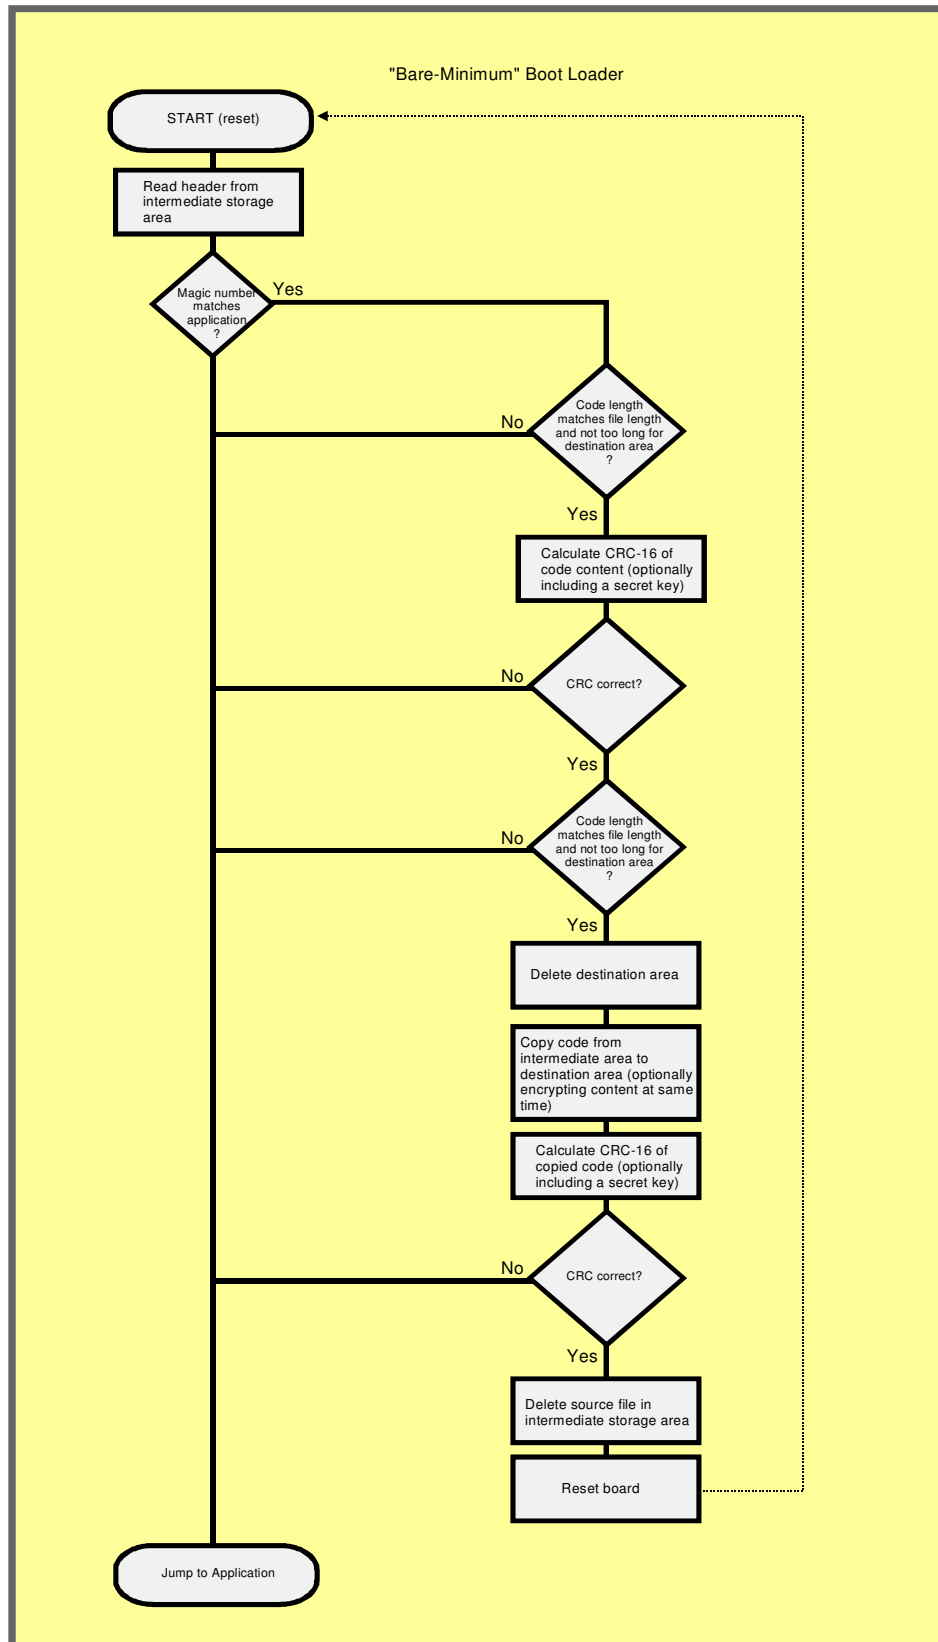 "Bare-Minimum" Boot Loader
START (reset)
Read header from
intermediate storage
area
Magic number
matches
application
?
Yes
Code length
matches file length
and not too long for
destination area
?
No
Yes
Calculate CRC-16 of
code content (optionally
including a secret key)
CRC correct?
No
Yes
Code length
matches file length
and not too long for
destination area
?
No
Yes
Delete destination area
Copy code from
intermediate area to
destination area (optionally
encrypting content at same
time)
Calculate CRC-16 of
copied code (optionally
including a secret key)
CRC correct?
No
Yes
Delete source file in
intermediate storage area
Reset board
Jump to Application